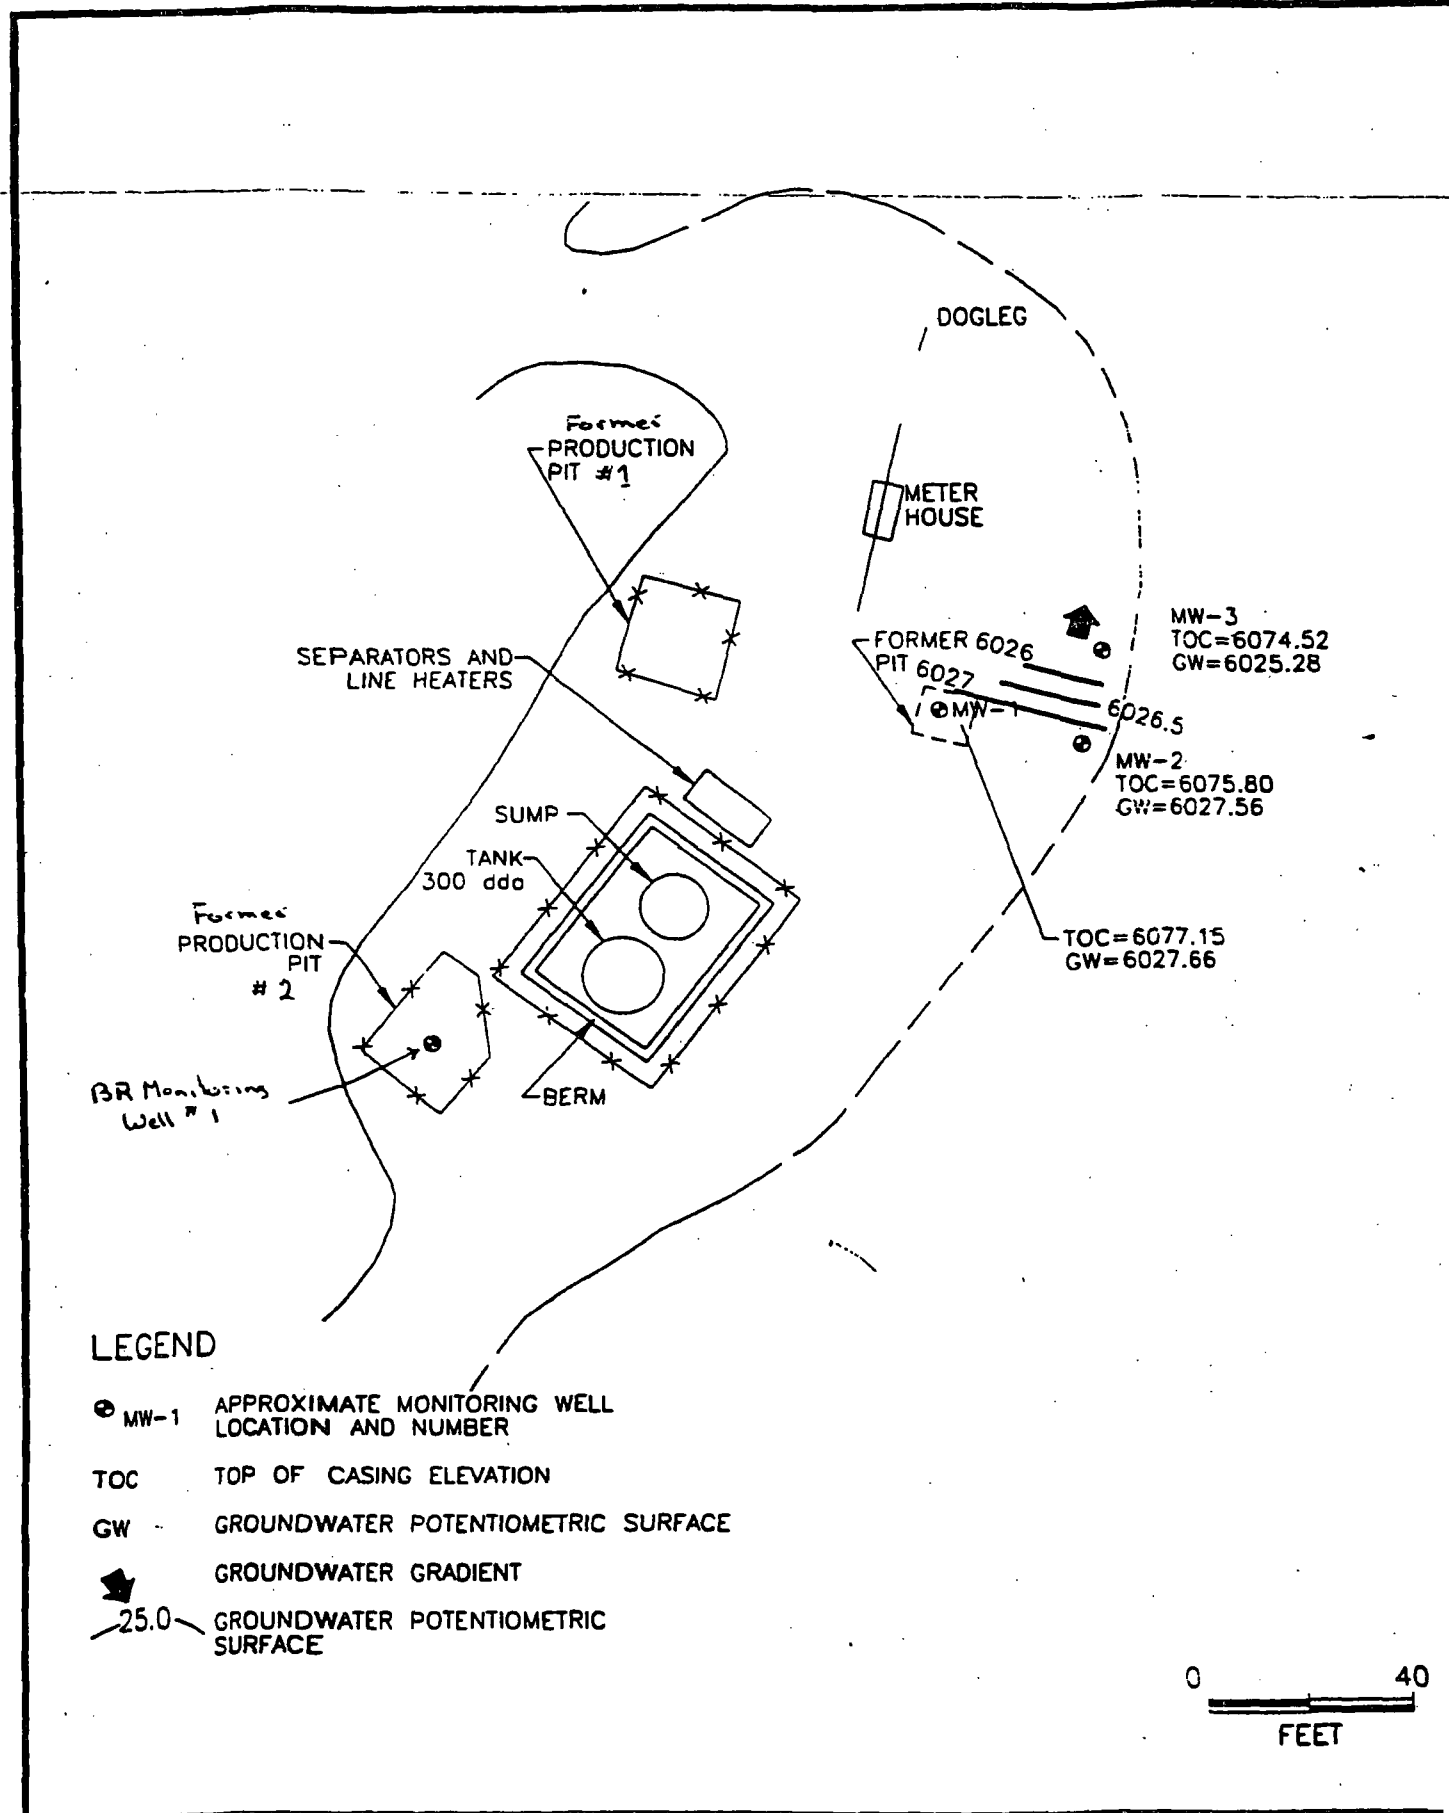 DOGLEG
Former
PRODUCTION
PIT #1
METER
HOUSE
MW-3
TOC=6074.52
GW=6025.28
FORMER 6026
PIT 6027
SEPARATORS AND
LINE HEATERS
MW-1
6026.5
MW-2
TOC=6075.80
GW=6027.56
SUMP
TANK
300
Former
PRODUCTION
PIT
# 2
TOC=6077.15
GW=6027.66
BR Monitoring
Well # 1
BERM
LEGEND
MW-1 APPROXIMATE MONITORING WELL
LOCATION AND NUMBER
TOC TOP OF CASING ELEVATION
GW GROUNDWATER POTENTIOMETRIC SURFACE
GROUNDWATER GRADIENT
25.0 GROUNDWATER POTENTIOMETRIC
SURFACE
0 40
FEET